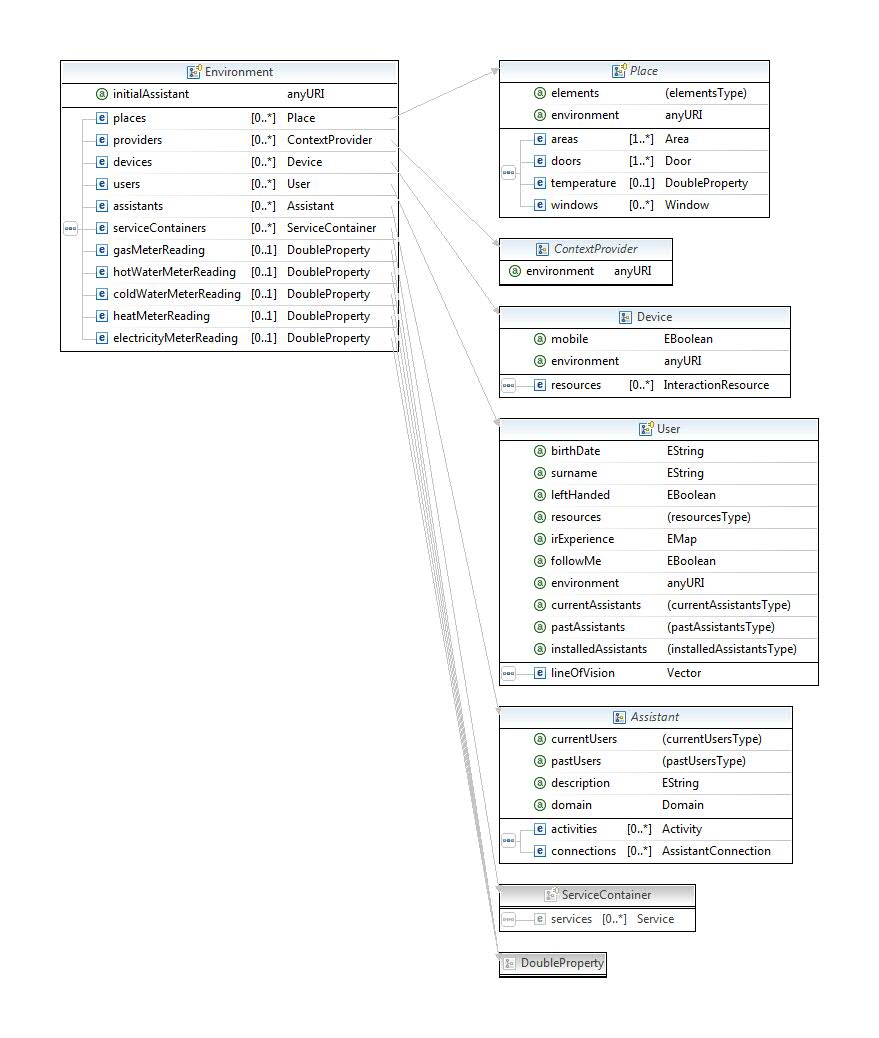 Environment
initialAssistant anyURI
places [0..*] Place
providers [0..*] ContextProvider
devices [0..*] Device
users [0..*] User
assistants [0..*] Assistant
serviceContainers [0..*] ServiceContainer
gasMeterReading [0..1] DoubleProperty
hotWaterMeterReading [0..1] DoubleProperty
coldWaterMeterReading [0..1] DoubleProperty
heatMeterReading [0..1] DoubleProperty
electricityMeterReading [0..1] DoubleProperty
Place
elements (elementsType)
environment anyURI
areas [1..*] Area
doors [1..*] Door
temperature [0..1] DoubleProperty
windows [0..*] Window
ContextProvider
environment anyURI
Device
mobile EBoolean
environment anyURI
resources [0..*] InteractionResource
User
birthDate EString
surname EString
leftHanded EBoolean
resources (resourcesType)
irExperience EMap
followMe EBoolean
environment anyURI
currentAssistants (currentAssistantsType)
pastAssistants (pastAssistantsType)
installedAssistants (installedAssistantsType)
lineOfVision Vector
Assistant
currentUsers (currentUsersType)
pastUsers (pastUsersType)
description EString
domain Domain
activities [0..*] Activity
connections [0..*] AssistantConnection
ServiceContainer
services [0..*] Service
DoubleProperty